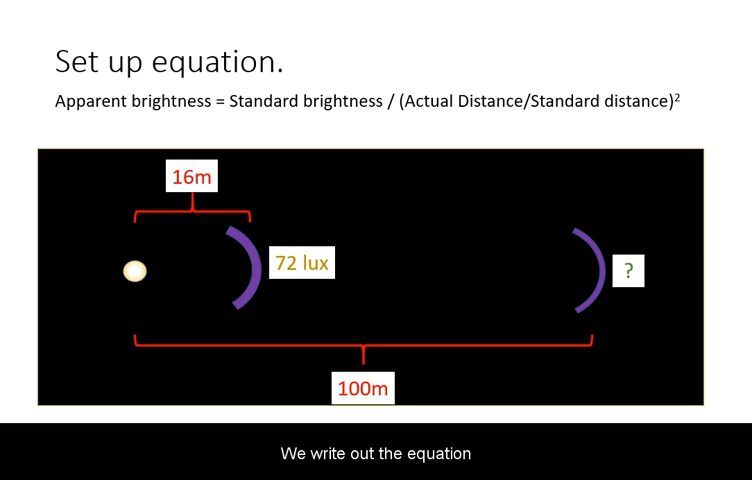 Set up equation.
Apparent brightness = Standard brightness / (Actual Distance/Standard distance)²
16m
72 lux
?
100m
We write out the equation